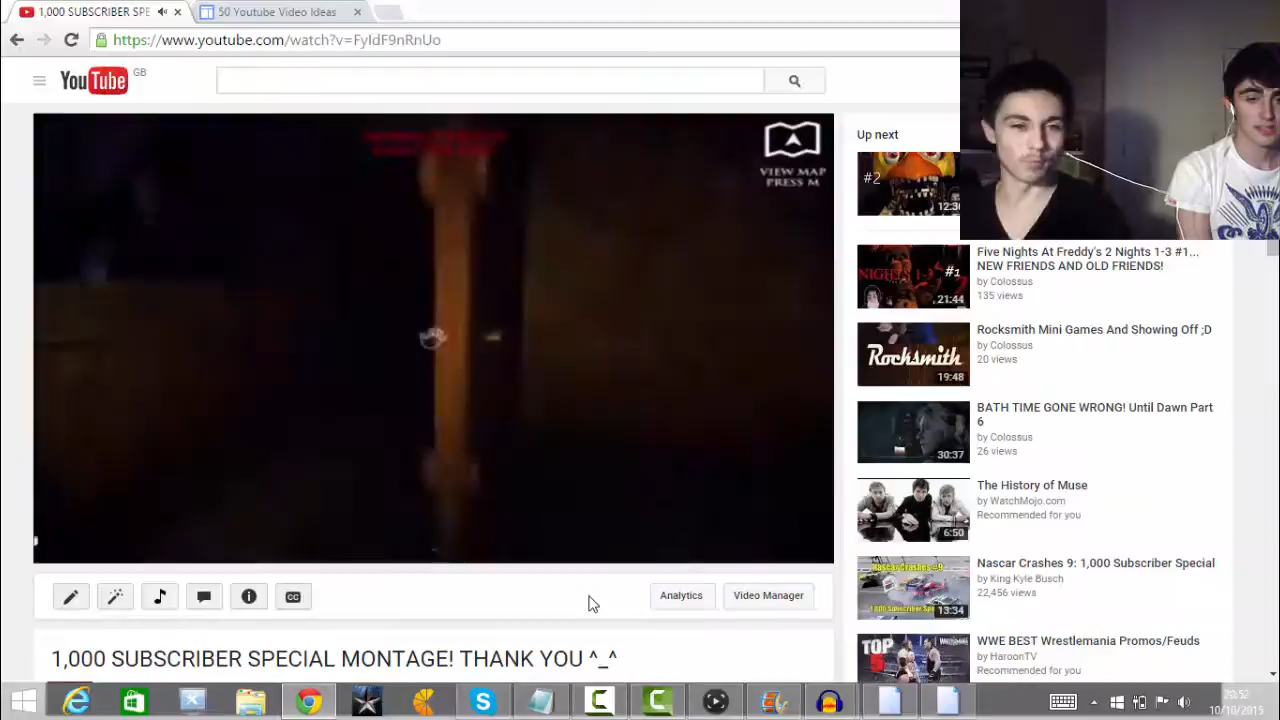 1,000 SUBSCRIBER SPE
50 Youtube Video Ideas
https://www.youtube.com/watch?v=FyIdF9nRnUo
YouTube GB
VIEW MAP
PRESS M
Up next
#2
12:36
#1
21:44
Five Nights At Freddy's 2 Nights 1-3 #1...
NEW FRIENDS AND OLD FRIENDS!
by Colossus
135 views
Rocksmith
19:48
Rocksmith Mini Games And Showing Off ;D
by Colossus
20 views
30:37
BATH TIME GONE WRONG! Until Dawn Part
6
by Colossus
26 views
6:50
The History of Muse
by WatchMojo.com
Recommended for you
Nascar Crashes #9
13:34
Nascar Crashes 9: 1,000 Subscriber Special
by King Kyle Busch
22,456 views
TOP
5
WWE BEST Wrestlemania Promos/Feuds
by HaroonTV
Recommended for you
CC
Analytics
Video Manager
1,000 SUBSCRIBER SPECIAL MONTAGE! THANK YOU ^_^
20:52
10/10/2015